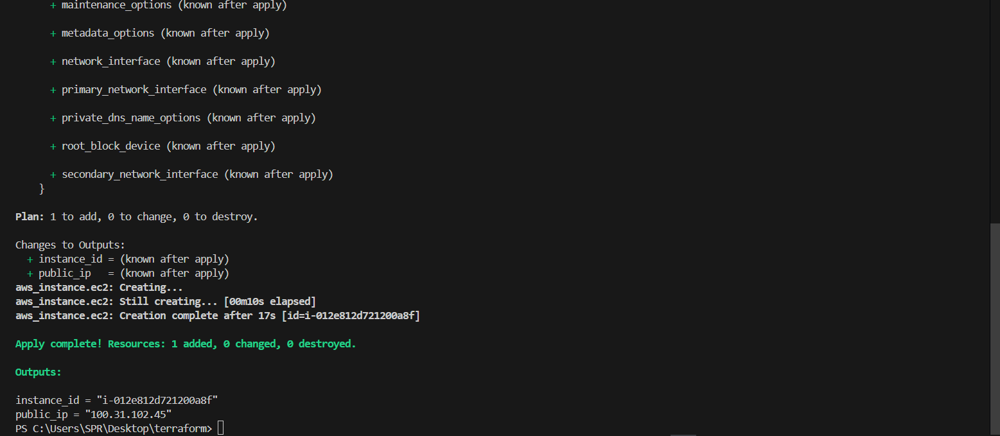 + maintenance_options (known after apply)
+ metadata_options (known after apply)
+ network_interface (known after apply)
+ primary_network_interface (known after apply)
+ private_dns_name_options (known after apply)
+ root_block_device (known after apply)
+ secondary_network_interface (known after apply)
}
Plan: 1 to add, 0 to change, 0 to destroy.
Changes to Outputs:
+ instance_id = (known after apply)
+ public_ip   = (known after apply)
aws_instance.ec2: Creating...
aws_instance.ec2: Still creating... [00m10s elapsed]
aws_instance.ec2: Creation complete after 17s [id=i-012e812d721200a8f]
Apply complete! Resources: 1 added, 0 changed, 0 destroyed.
Outputs:
instance_id = "i-012e812d721200a8f"
public_ip = "100.31.102.45"
PS C:\Users\SPR\Desktop\terraform>